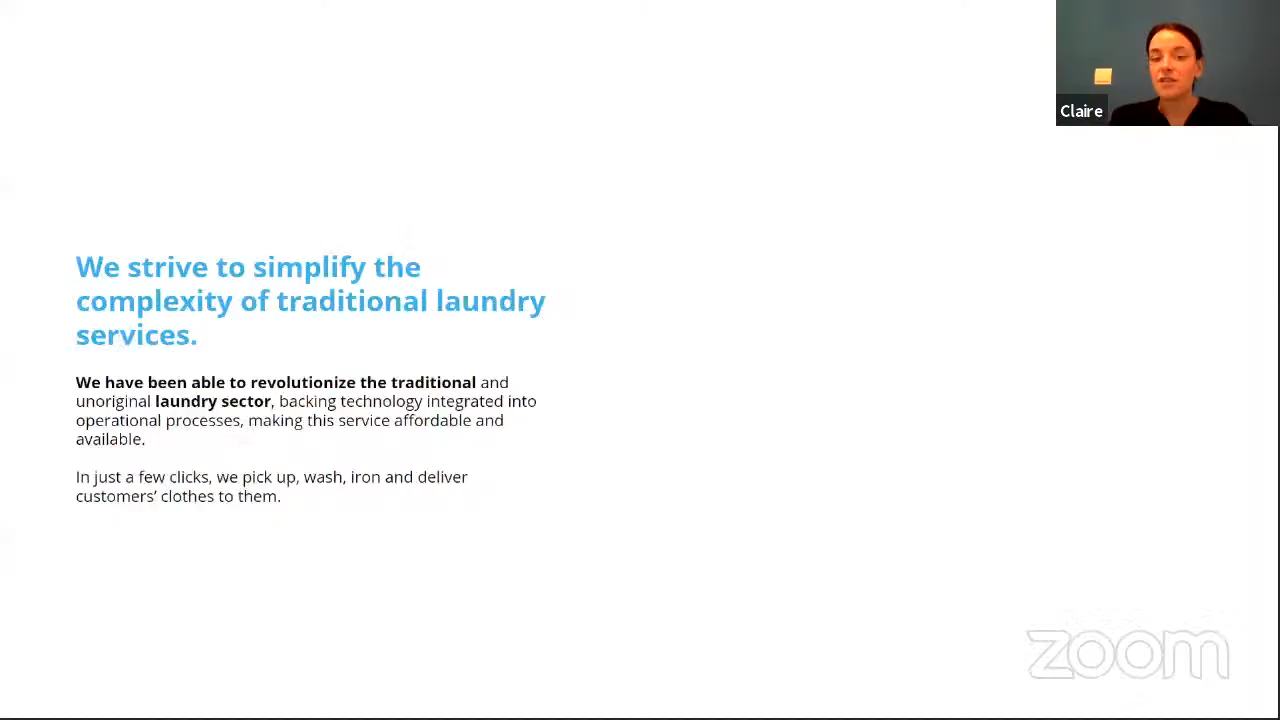 Claire
We strive to simplify the
complexity of traditional laundry
services.
We have been able to revolutionize the traditional and
unoriginal laundry sector, backing technology integrated into
operational processes, making this service affordable and
available.
In just a few clicks, we pick up, wash, iron and deliver
customers’ clothes to them.
zoom